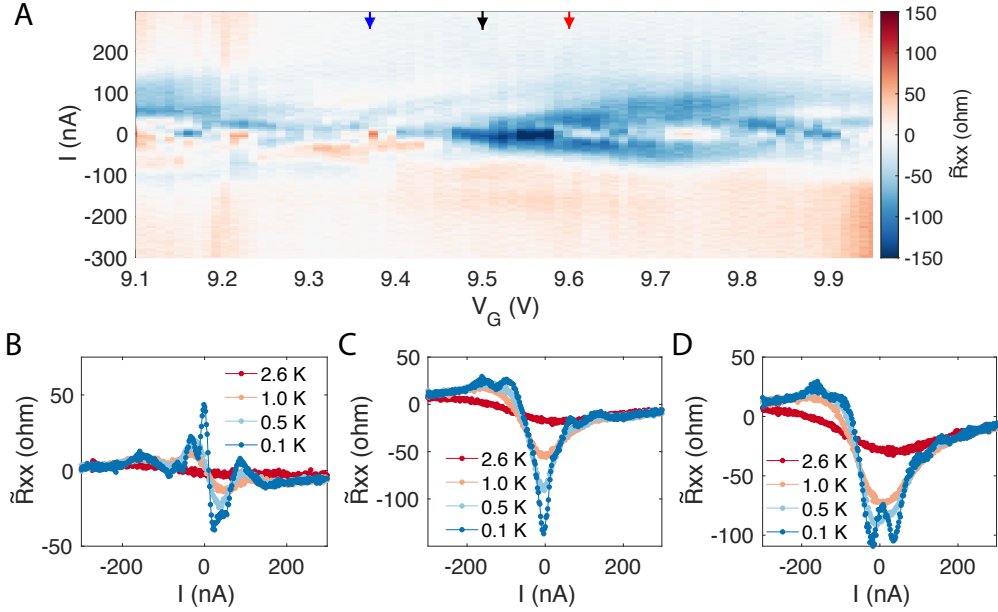 A
200
100
0
-100
-200
-300
I (nA)
9.1
9.2
9.3
9.4
9.5
9.6
9.7
9.8
9.9
V_G (V)
150
100
50
0
-50
-100
-150
R̃xx (ohm)
B
50
0
-50
R̃xx (ohm)
-200
0
200
I (nA)
2.6 K
1.0 K
0.5 K
0.1 K
C
50
0
-50
-100
R̃xx (ohm)
-200
0
200
I (nA)
2.6 K
1.0 K
0.5 K
0.1 K
D
50
0
-50
-100
R̃xx (ohm)
-200
0
200
I (nA)
2.6 K
1.0 K
0.5 K
0.1 K